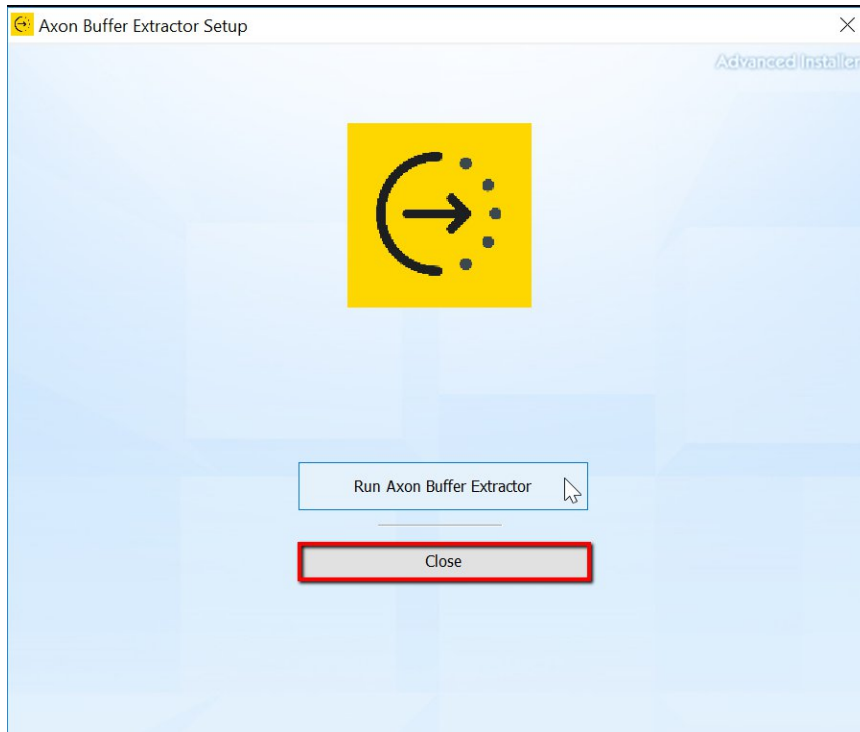 Axon Buffer Extractor Setup
Advanced Installer
Run Axon Buffer Extractor
Close